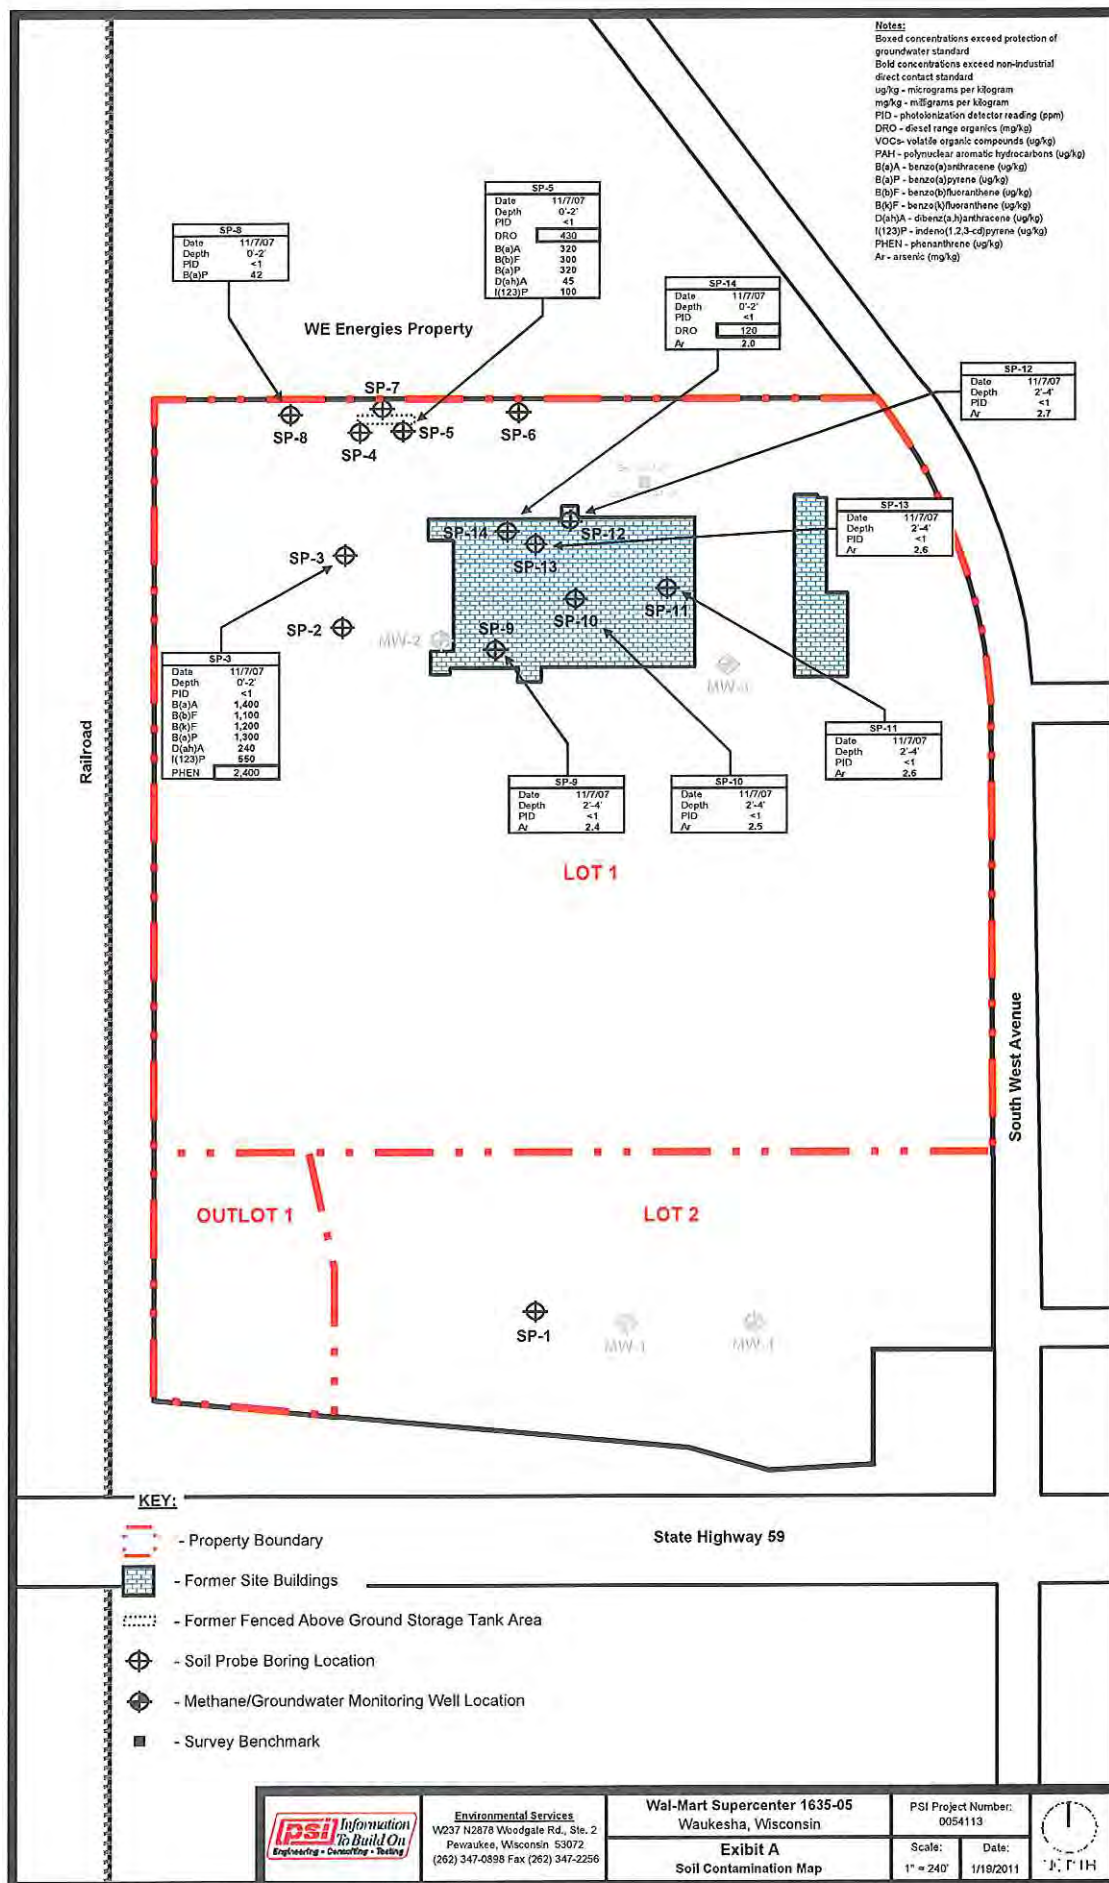 Notes:
Boxed concentrations exceed protection of
groundwater standard
Bold concentrations exceed non-industrial
direct contact standard
ug/kg - micrograms per kilogram
mg/kg - milligrams per kilogram
PID - photoionization detector reading (ppm)
DRO - diesel range organics (mg/kg)
VOCs- volatile organic compounds (ug/kg)
PAH - polynuclear aromatic hydrocarbons (ug/kg)
B(a)A - benzo(a)anthracene (ug/kg)
B(a)P - benzo(a)pyrene (ug/kg)
B(b)F - benzo(b)fluoranthene (ug/kg)
B(k)F - benzo(k)fluoranthene (ug/kg)
D(ah)A - dibenz(a,h)anthracene (ug/kg)
I(123)P - indeno(1,2,3-cd)pyrene (ug/kg)
PHEN - phenanthrene (ug/kg)
Ar - arsenic (mg/kg)
SP-5
Date 11/7/07
Depth 0'-2'
PID <1
DRO 430
B(a)A 320
B(b)F 300
B(a)P 320
D(ah)A 45
I(123)P 100
SP-8
Date 11/7/07
Depth 0'-2'
PID <1
B(a)P 42
SP-14
Date 11/7/07
Depth 0'-2'
PID <1
DRO 120
Ar 2.0
WE Energies Property
SP-12
Date 11/7/07
Depth 2'-4'
PID <1
Ar 2.7
SP-7
SP-8
SP-4
SP-5
SP-6
SP-13
Date 11/7/07
Depth 2'-4'
PID <1
Ar 2.6
SP-14
SP-12
SP-13
SP-3
SP-11
SP-10
SP-2
SP-9
MW-2
SP-3
Date 11/7/07
Depth 0'-2'
PID <1
B(a)A 1,400
B(b)F 1,100
B(k)F 1,200
B(a)P 1,300
D(ah)A 240
I(123)P 550
PHEN 2,400
SP-11
Date 11/7/07
Depth 2'-4'
PID <1
Ar 2.6
Railroad
SP-9
Date 11/7/07
Depth 2'-4'
PID <1
Ar 2.4
SP-10
Date 11/7/07
Depth 2'-4'
PID <1
Ar 2.5
LOT 1
South West Avenue
OUTLOT 1
LOT 2
SP-1
KEY:
- Property Boundary
- Former Site Buildings
- Former Fenced Above Ground Storage Tank Area
- Soil Probe Boring Location
- Methane/Groundwater Monitoring Well Location
- Survey Benchmark
State Highway 59
psi Information
To Build On
Engineering • Consulting • Testing
Environmental Services
W237 N2878 Woodgate Rd., Ste. 2
Pewaukee, Wisconsin 53072
(262) 347-0898 Fax (262) 347-2256
Wal-Mart Supercenter 1635-05
Waukesha, Wisconsin
Exhibit A
Soil Contamination Map
PSI Project Number:
0054113
Scale:
1" = 240'
Date:
1/19/2011